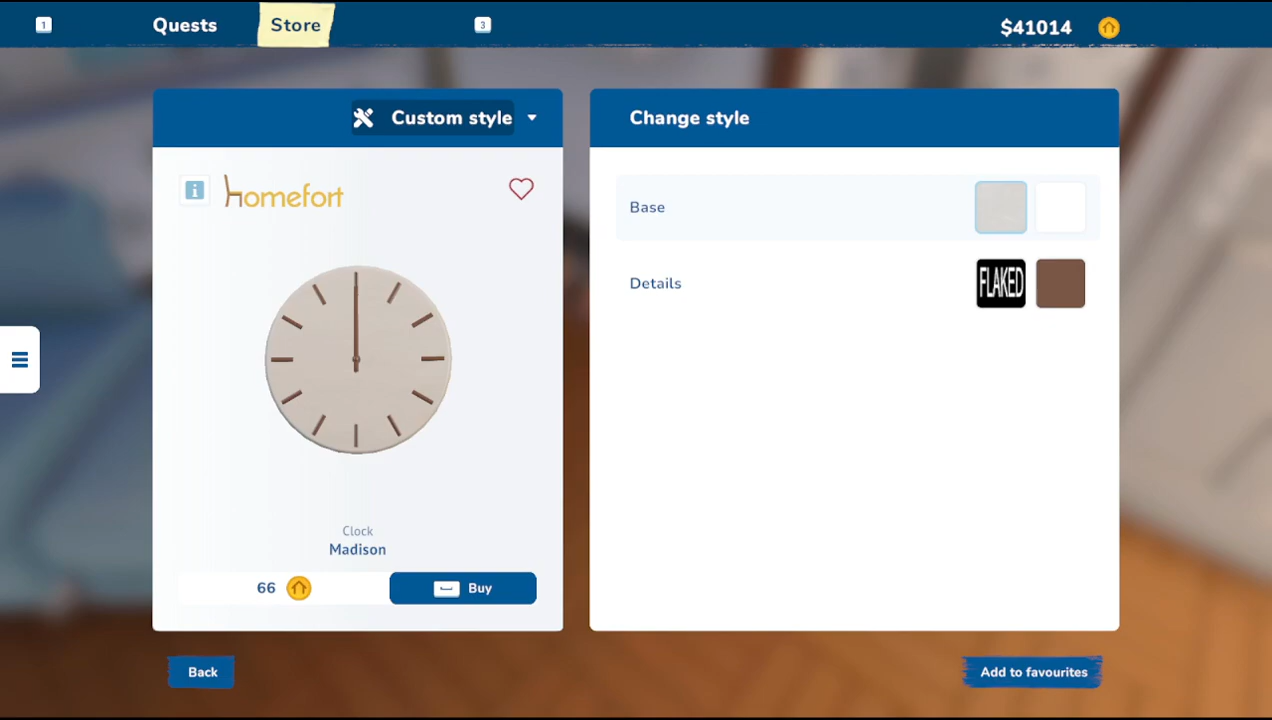 1
Quests
Store
3
$41014
Custom style
Change style
i
homefort
Base
Details
FLAKED
Clock
Madison
66
Buy
Back
Add to favourites